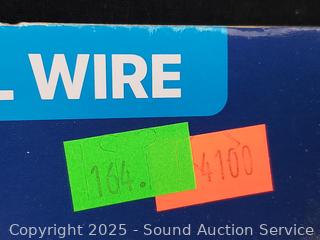 L WIRE
164.
4100
Copyright 2025 - Sound Auction Service